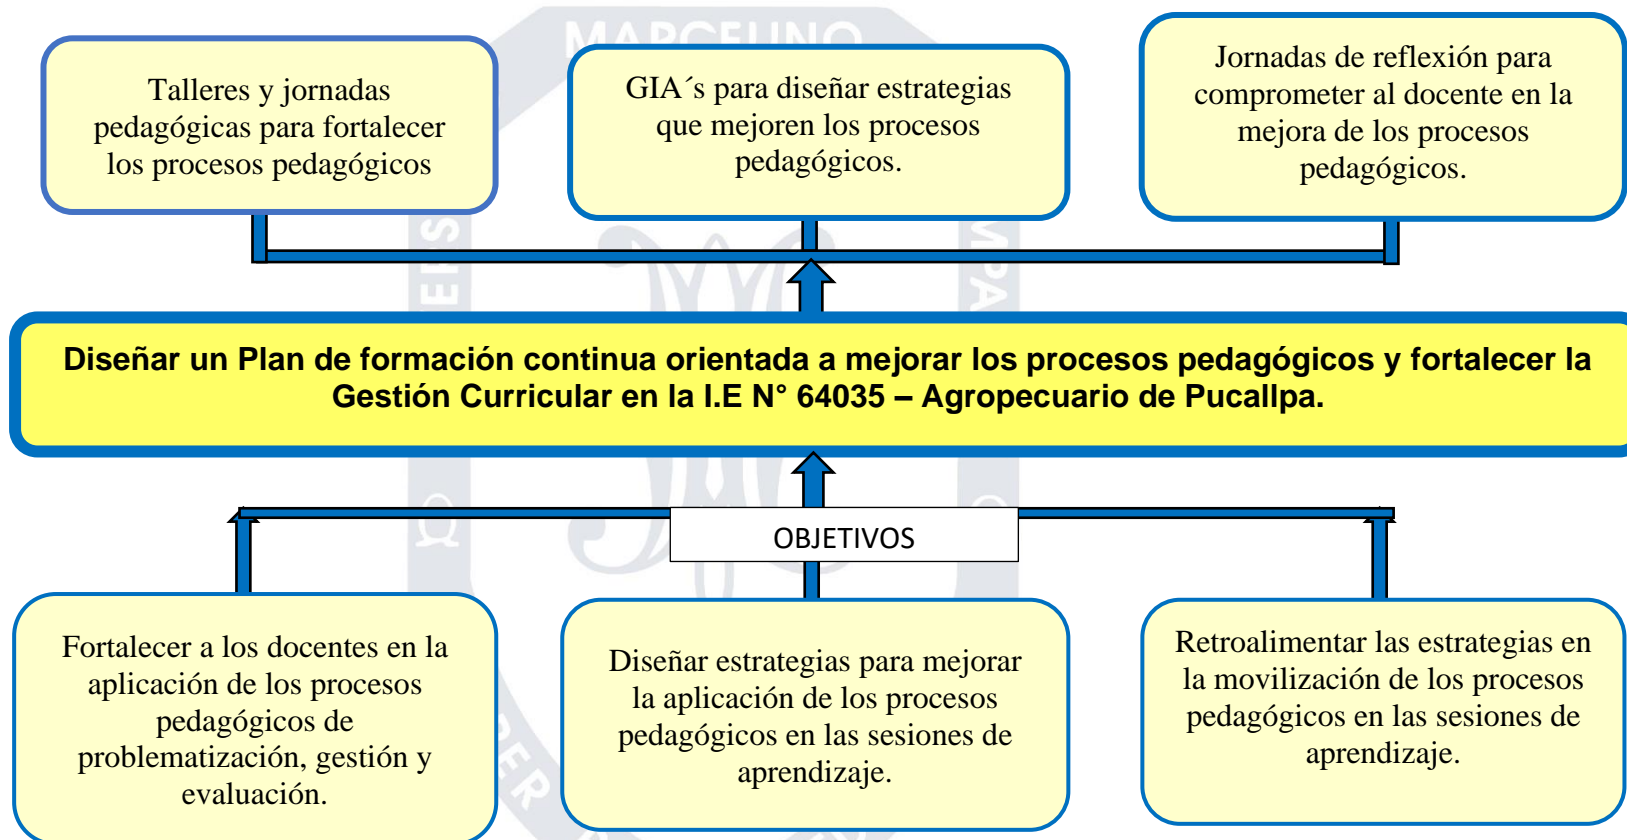 MARCELINO
Talleres y jornadas
pedagógicas para fortalecer
los procesos pedagógicos
GIA´s para diseñar estrategias
que mejoren los procesos
pedagógicos.
Jornadas de reflexión para
comprometer al docente en la
mejora de los procesos
pedagógicos.
Diseñar un Plan de formación continua orientada a mejorar los procesos pedagógicos y fortalecer la
Gestión Curricular en la I.E N° 64035 – Agropecuario de Pucallpa.
OBJETIVOS
Fortalecer a los docentes en la
aplicación de los procesos
pedagógicos de
problematización, gestión y
evaluación.
Diseñar estrategias para mejorar
la aplicación de los procesos
pedagógicos en las sesiones de
aprendizaje.
Retroalimentar las estrategias en
la movilización de los procesos
pedagógicos en las sesiones de
aprendizaje.